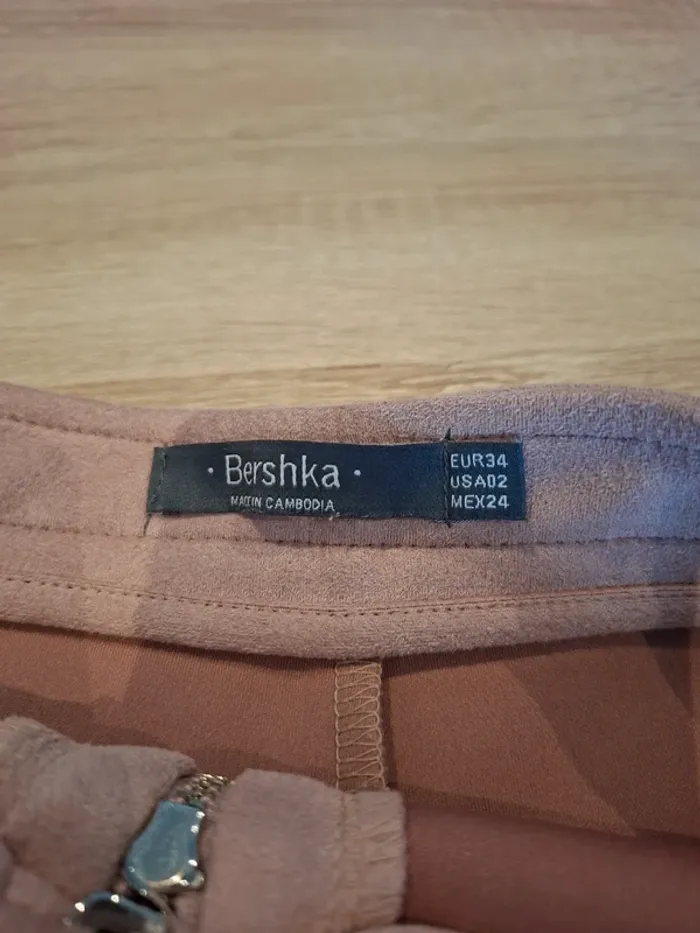 · Bershka ·
MADE IN CAMBODIA
EUR34
USA02
MEX24